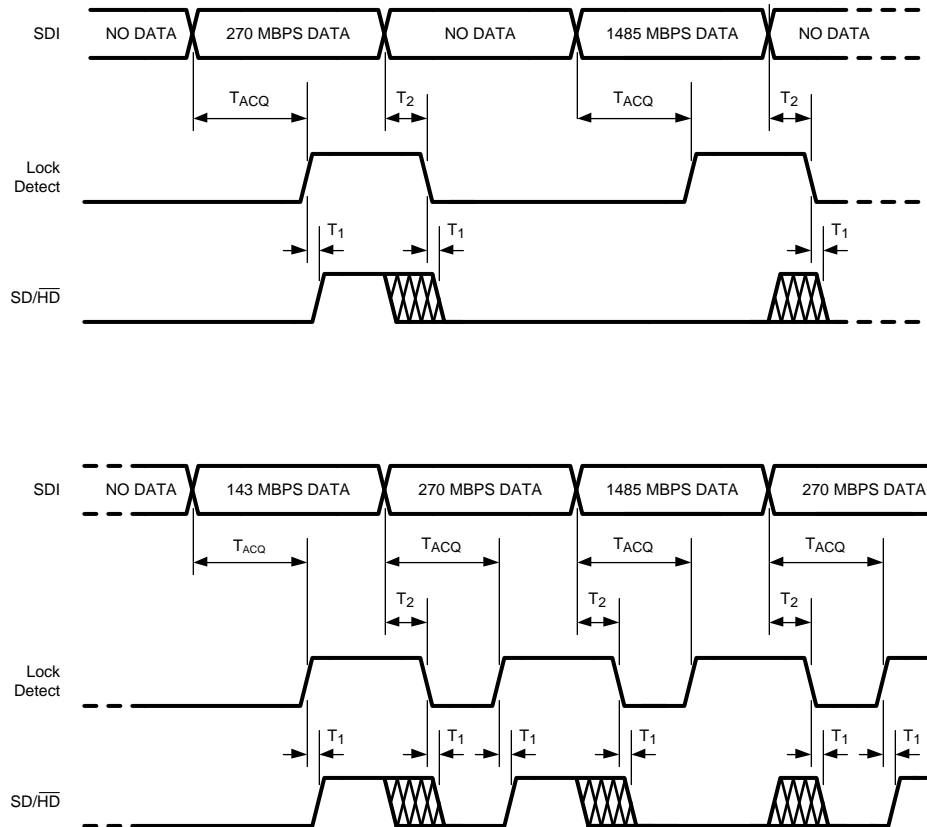 SDI NO DATA 270 MBPS DATA NO DATA 1485 MBPS DATA NO DATA
TACQ T2 TACQ T2
Lock
Detect
T1 T1 T1
SD/HD
SDI NO DATA 143 MBPS DATA 270 MBPS DATA 1485 MBPS DATA 270 MBPS DATA
TACQ TACQ TACQ TACQ
T2 T2 T2
Lock
Detect
T1 T1 T1 T1 T1 T1
SD/HD